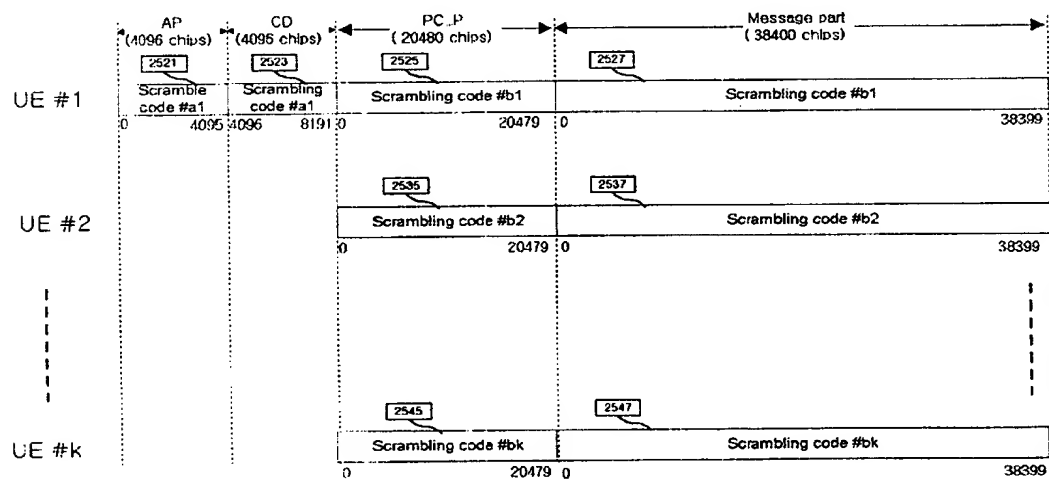 AP
(4096 chips)
CD
(4096 chips)
PC_P
(20480 chips)
Message part
(38400 chips)
2521
2523
2525
2527
UE #1
Scramble
code #a1
Scrambling
code #a1
Scrambling code #b1
Scrambling code #b1
0 4095 4096 8191 0 20479 0 38399
2535
2537
UE #2
Scrambling code #b2
Scrambling code #b2
0 20479 0 38399
2545
2547
UE #k
Scrambling code #bk
Scrambling code #bk
0 20479 0 38399